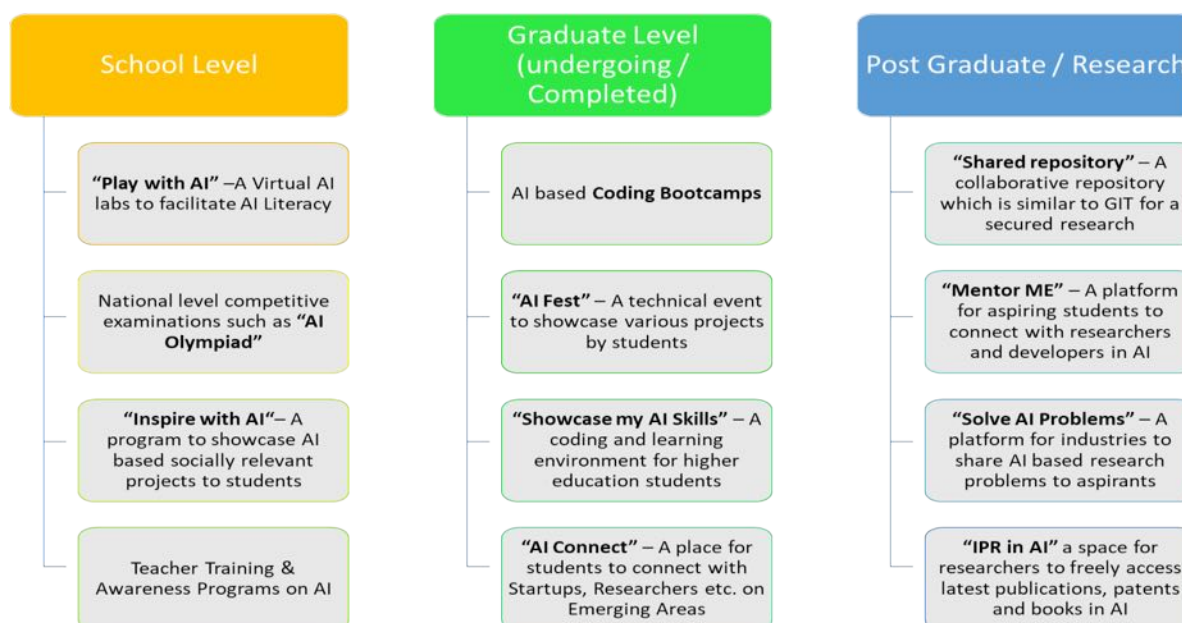 School Level
“Play with AI” –A Virtual AI
labs to facilitate AI Literacy
National level competitive
examinations such as “AI
Olympiad”
“Inspire with AI“– A
program to showcase AI
based socially relevant
projects to students
Teacher Training &
Awareness Programs on AI
Graduate Level
(undergoing /
Completed)
AI based Coding Bootcamps
“AI Fest” – A technical event
to showcase various projects
by students
“Showcase my AI Skills” – A
coding and learning
environment for higher
education students
“AI Connect” – A place for
students to connect with
Startups, Researchers etc. on
Emerging Areas
Post Graduate / Research
“Shared repository” – A
collaborative repository
which is similar to GIT for a
secured research
“Mentor ME” – A platform
for aspiring students to
connect with researchers
and developers in AI
“Solve AI Problems” – A
platform for industries to
share AI based research
problems to aspirants
“IPR in AI” a space for
researchers to freely access
latest publications, patents
and books in AI